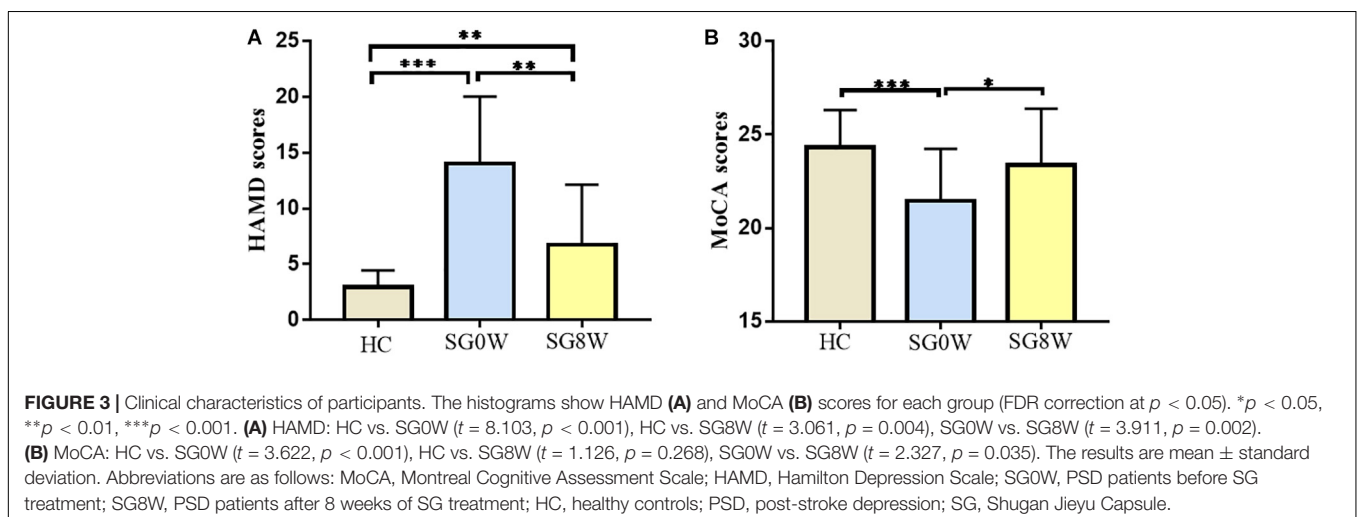 A
25
20
15
10
5
0
HAMD scores
**
***
**
HC
SG0W
SG8W
B
30
25
20
15
MoCA scores
***
*
HC
SG0W
SG8W
FIGURE 3 | Clinical characteristics of participants. The histograms show HAMD (A) and MoCA (B) scores for each group (FDR correction at p < 0.05). *p < 0.05,
**p < 0.01, ***p < 0.001. (A) HAMD: HC vs. SG0W (t = 8.103, p < 0.001), HC vs. SG8W (t = 3.061, p = 0.004), SG0W vs. SG8W (t = 3.911, p = 0.002).
(B) MoCA: HC vs. SG0W (t = 3.622, p < 0.001), HC vs. SG8W (t = 1.126, p = 0.268), SG0W vs. SG8W (t = 2.327, p = 0.035). The results are mean ± standard
deviation. Abbreviations are as follows: MoCA, Montreal Cognitive Assessment Scale; HAMD, Hamilton Depression Scale; SG0W, PSD patients before SG
treatment; SG8W, PSD patients after 8 weeks of SG treatment; HC, healthy controls; PSD, post-stroke depression; SG, Shugan Jieyu Capsule.